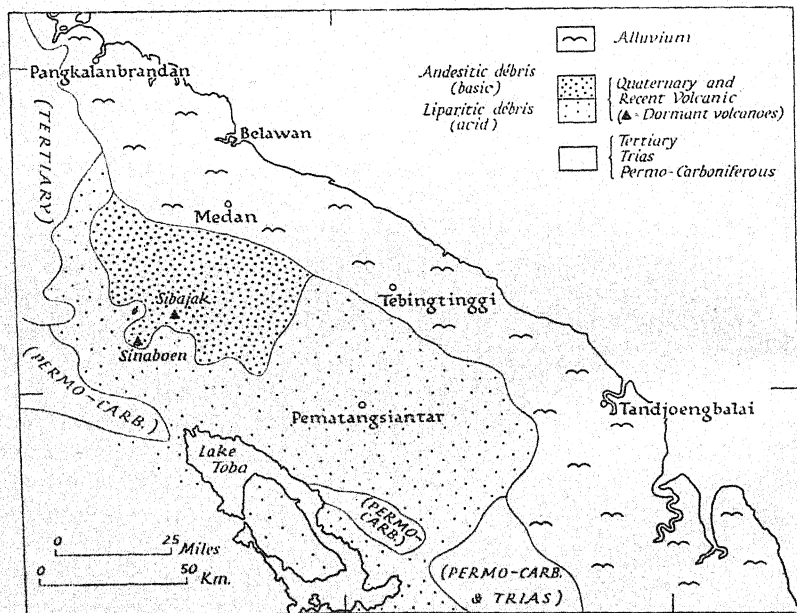 Alluvium
Andesitic débris
(basic)
Liparitic débris
(acid)
Quaternary and
Recent Volcanic
(▲= Dormant volcanoes)
Tertiary
Trias
Permo-Carboniferous
Pangkalanbrandan
(TERTIARY)
Belawan
Medan
Sibajak
Sinaboen
Tebingtinggi
(PERMO-CARB.)
Pematangsiantar
Tandjoengbalai
Lake
Toba
(PERMO-
CARB.)
(PERMO-CARB.
& TRIAS)
0 25
Miles
0 50
Km.